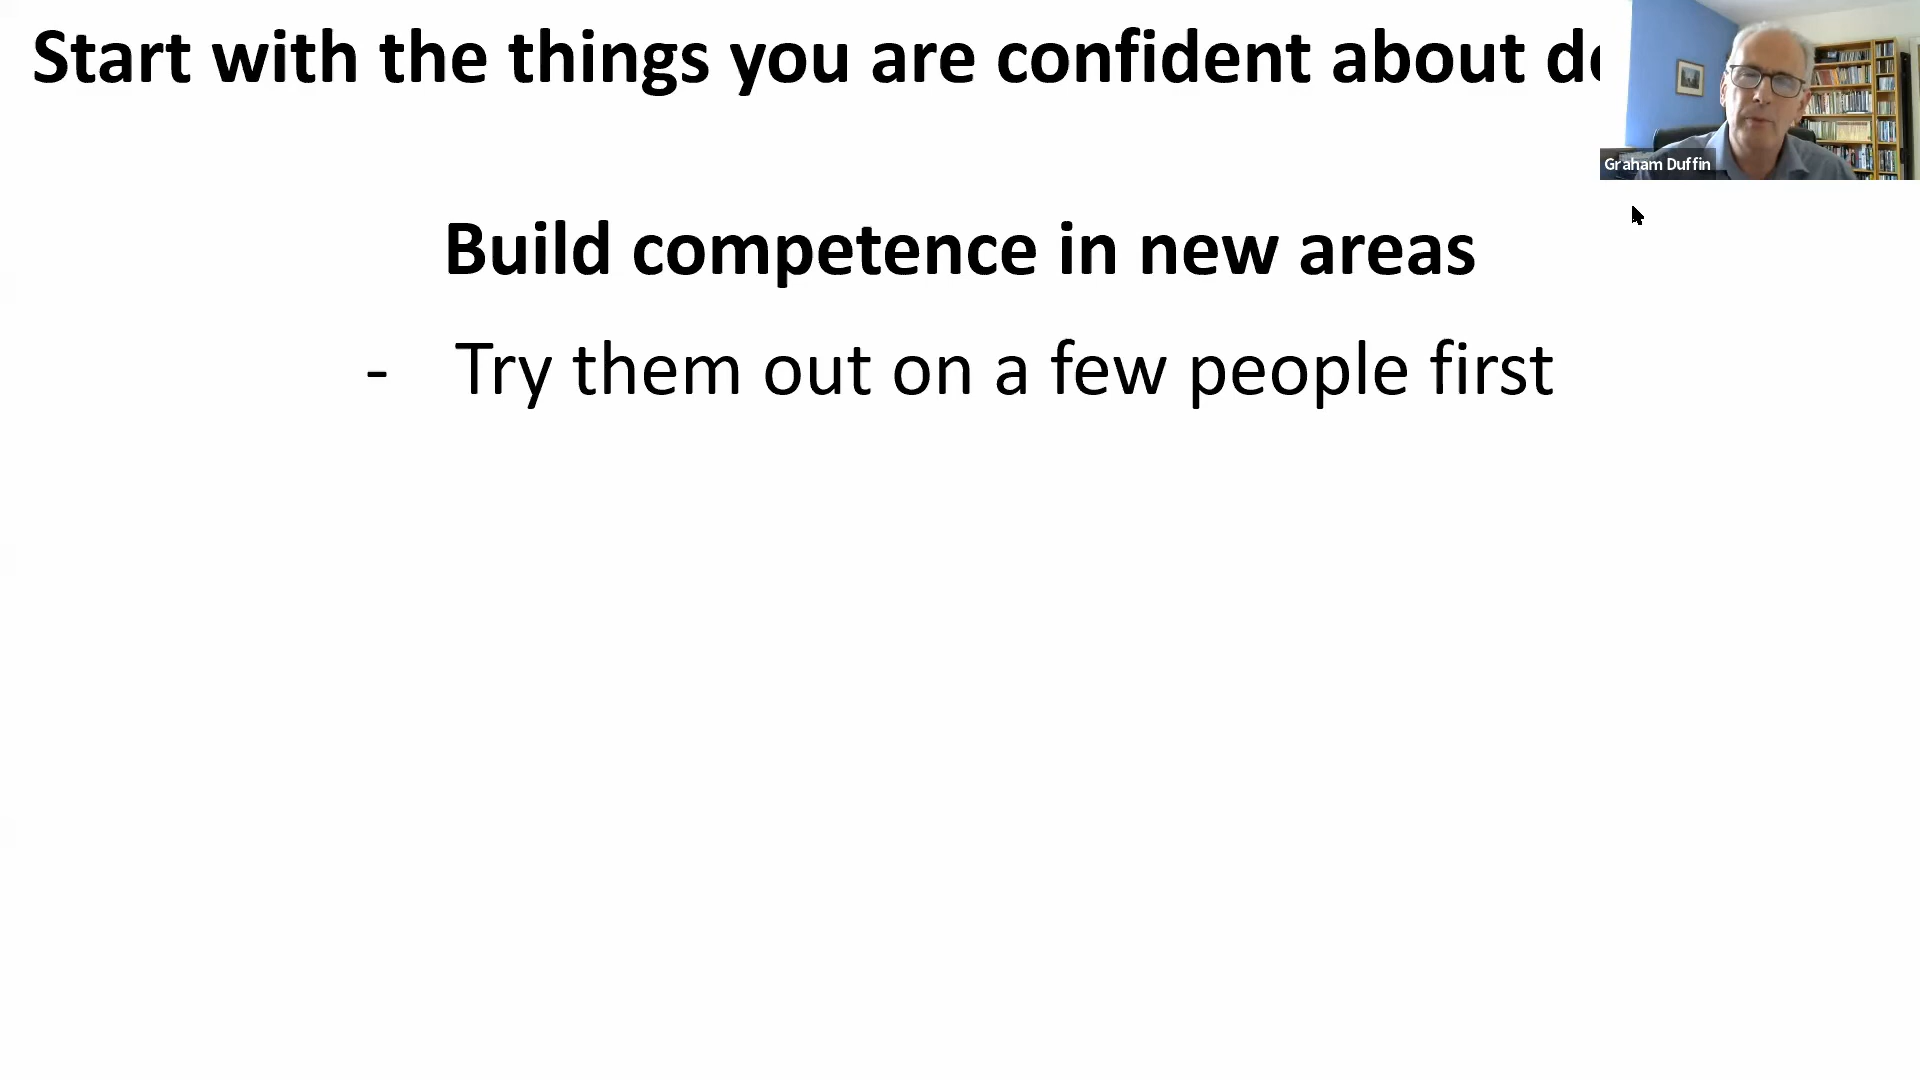 Start with the things you are confident about
Graham Duffin
Build competence in new areas
- Try them out on a few people first